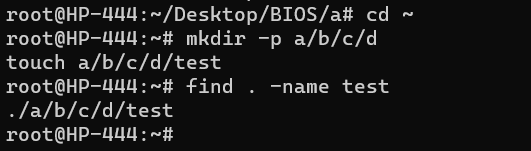 root@HP-444:~/Desktop/BIOS/a# cd ~
root@HP-444:~# mkdir -p a/b/c/d
touch a/b/c/d/test
root@HP-444:~# find . -name test
./a/b/c/d/test
root@HP-444:~#